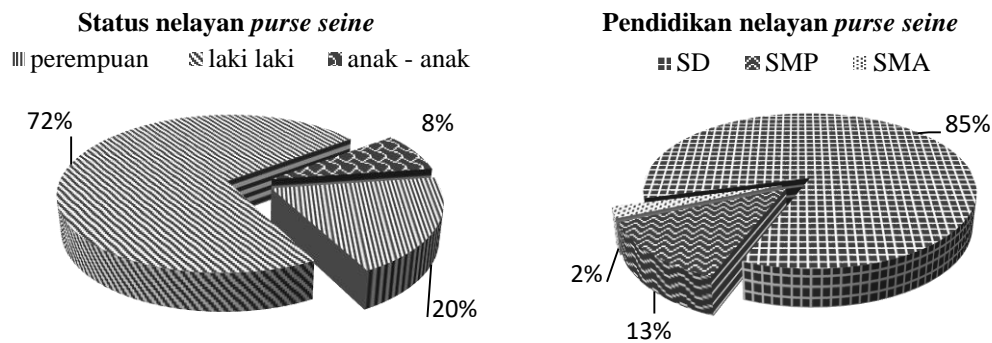 Status nelayan purse seine
perempuan laki laki anak - anak
72%
8%
20%
Pendidikan nelayan purse seine
SD SMP SMA
85%
2%
13%